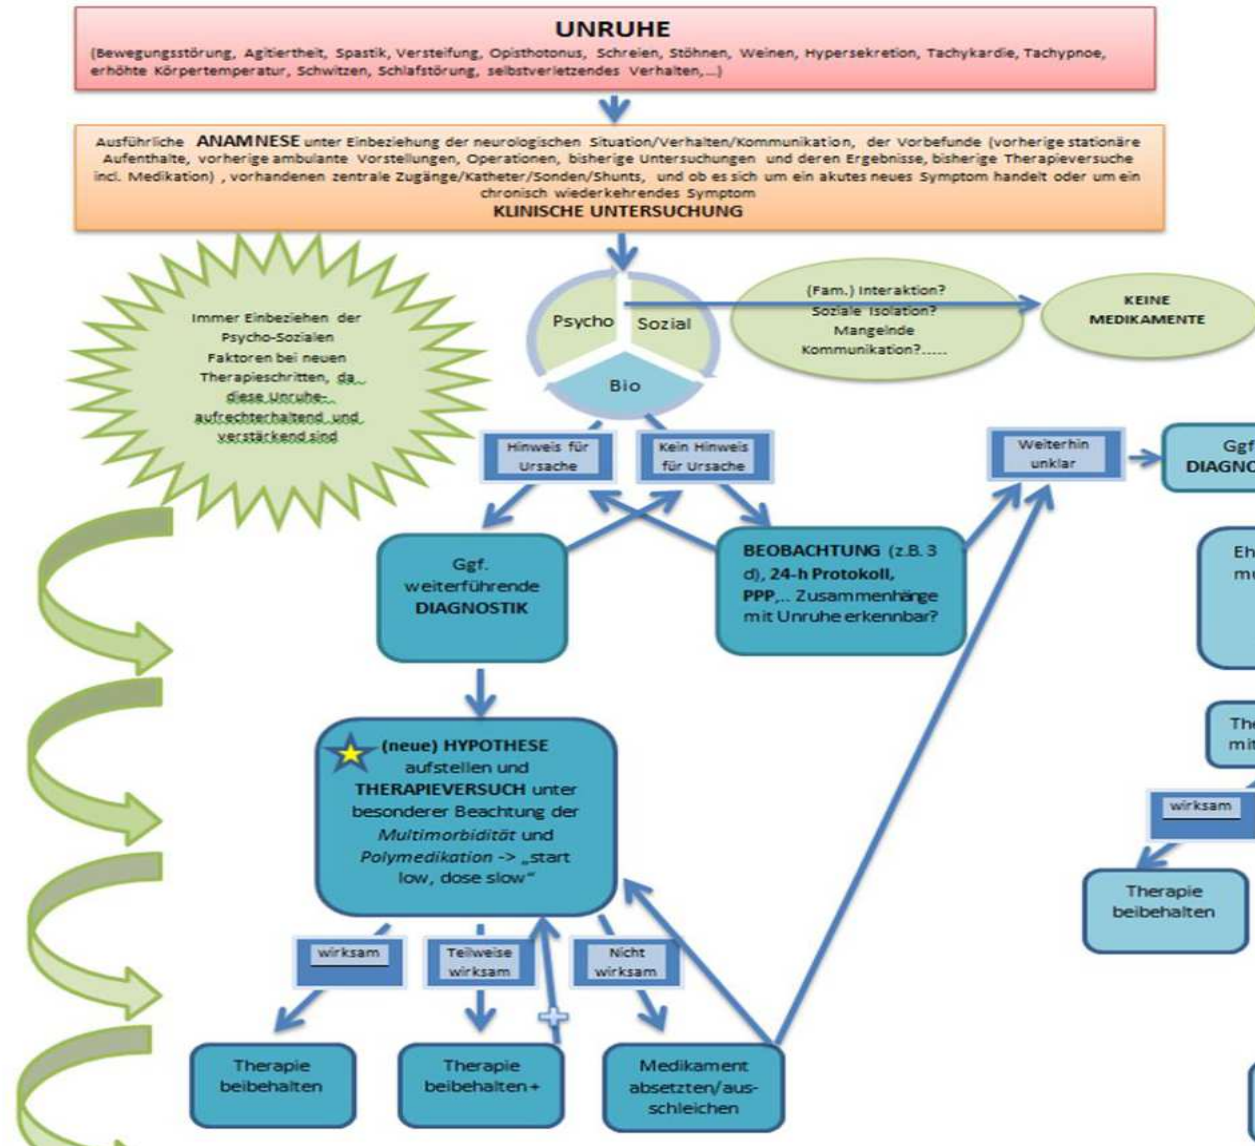 UNRUHE
(Bewegungsstörung, Agitiertheit, Spastik, Versteifung, Opisthotonus, Schreien, Stöhnen, Weinen, Hypersekretion, Tachykardie, Tachypnoe,
erhöhte Körpertemperatur, Schwitzen, Schlafstörung, selbstverletzendes Verhalten,...)
Ausführliche ANAMNESE unter Einbeziehung der neurologischen Situation/Verhalten/Kommunikation, der Vorbefunde (vorherige stationäre
Aufenthalte, vorherige ambulante Vorstellungen, Operationen, bisherige Untersuchungen und deren Ergebnisse, bisherige Therapieversuche
incl. Medikation) , vorhandenen zentrale Zugänge/Katheter/Sonden/Shunts, und ob es sich um ein akutes neues Symptom handelt oder um ein
chronisch wiederkehrendes Symptom
KLINISCHE UNTERSUCHUNG
Immer Einbeziehen der
Psycho-Sozialen
Faktoren bei neuen
Therapieschritten, da
diese Unruhe-
aufrechterhaltend und
verstärkend sind
Psycho
Sozial
Bio
(Fam.) Interaktion?
Soziale Isolation?
Mangelnde
Kommunikation?.....
KEINE
MEDIKAMENTE
Hinweis für
Ursache
Kein Hinweis
für Ursache
Weiterhin
unklar
Ggf
DIAGNO
Ggf.
weiterführende
DIAGNOSTIK
BEOBACHTUNG (z.B. 3
d), 24-h Protokoll,
PPP,.. Zusammenhänge
mit Unruhe erkennbar?
Eh
mu
(neue) HYPOTHESE
aufstellen und
THERAPIEVERSUCH unter
besonderer Beachtung der
Multimorbidität und
Polymedikation -> „start
low, dose slow“
The
mit
wirksam
Therapie
beibehalten
wirksam
Teilweise
wirksam
Nicht
wirksam
Therapie
beibehalten
Therapie
beibehalten+
Medikament
absetzten/aus-
schleichen